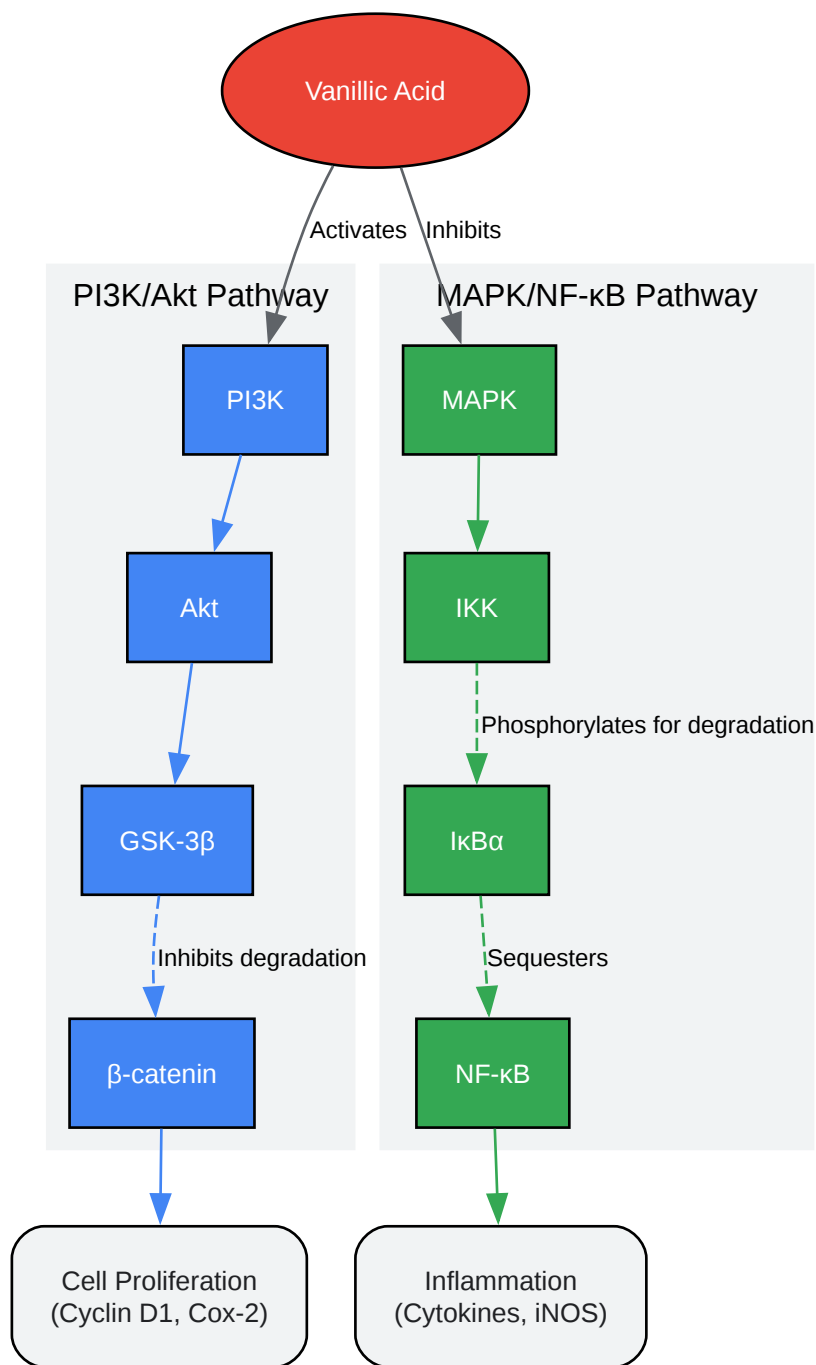 Vanillic Acid
Activates
Inhibits
PI3K/Akt Pathway
MAPK/NF-κB Pathway
PI3K
MAPK
Akt
IKK
Phosphorylates for degradation
GSK-3β
IκBα
Inhibits degradation
Sequesters
β-catenin
NF-κB
Cell Proliferation
(Cyclin D1, Cox-2)
Inflammation
(Cytokines, iNOS)